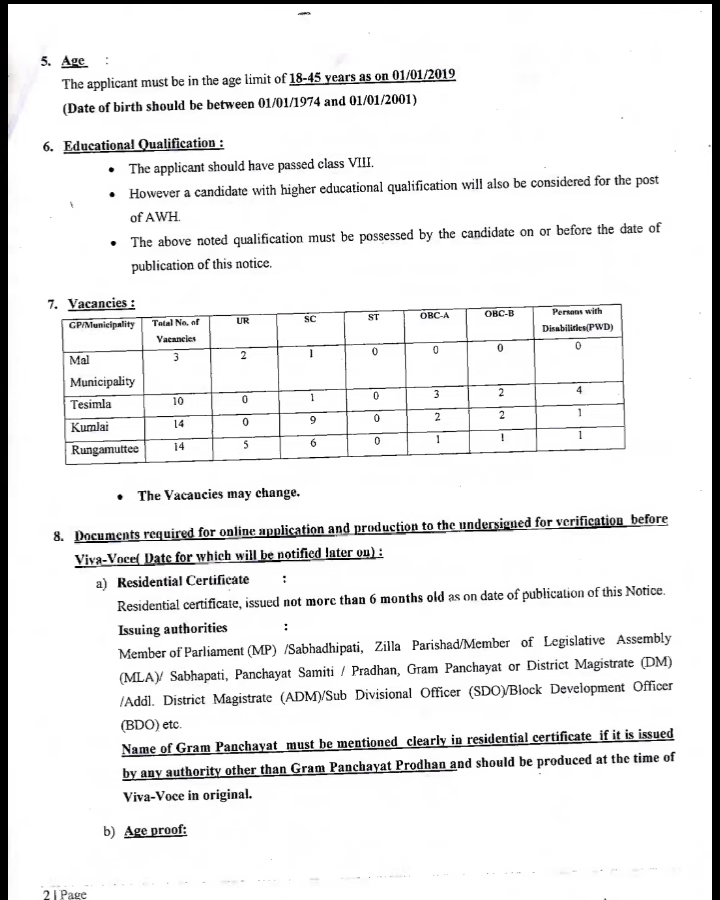 5. Age :
The applicant must be in the age limit of 18-45 years as on 01/01/2019
(Date of birth should be between 01/01/1974 and 01/01/2001)
6. Educational Qualification :
• The applicant should have passed class VIII.
• However a candidate with higher educational qualification will also be considered for the post
of AWH.
• The above noted qualification must be possessed by the candidate on or before the date of
publication of this notice.
7. Vacancies :
GP/Municipality Total No. of Vacancies UR SC ST OBC-A OBC-B Persons with Disabilities(PWD)
Mal Municipality 3 2 1 0 0 0 0
Tesimla 10 0 1 0 3 2 4
Kumlai 14 0 9 0 2 2 1
Rungamuttee 14 5 6 0 1 1 1
• The Vacancies may change.
8. Documents required for online application and production to the undersigned for verification before
Viva-Voce( Date for which will be notified later on) :
a) Residential Certificate :
Residential certificate, issued not more than 6 months old as on date of publication of this Notice.
Issuing authorities :
Member of Parliament (MP) /Sabhadhipati, Zilla Parishad/Member of Legislative Assembly
(MLA)/ Sabhapati, Panchayat Samiti / Pradhan, Gram Panchayat or District Magistrate (DM)
/Addl. District Magistrate (ADM)/Sub Divisional Officer (SDO)/Block Development Officer
(BDO) etc.
Name of Gram Panchayat must be mentioned clearly in residential certificate if it is issued
by any authority other than Gram Panchayat Prodhan and should be produced at the time of
Viva-Voce in original.
b) Age proof:
2 | Page